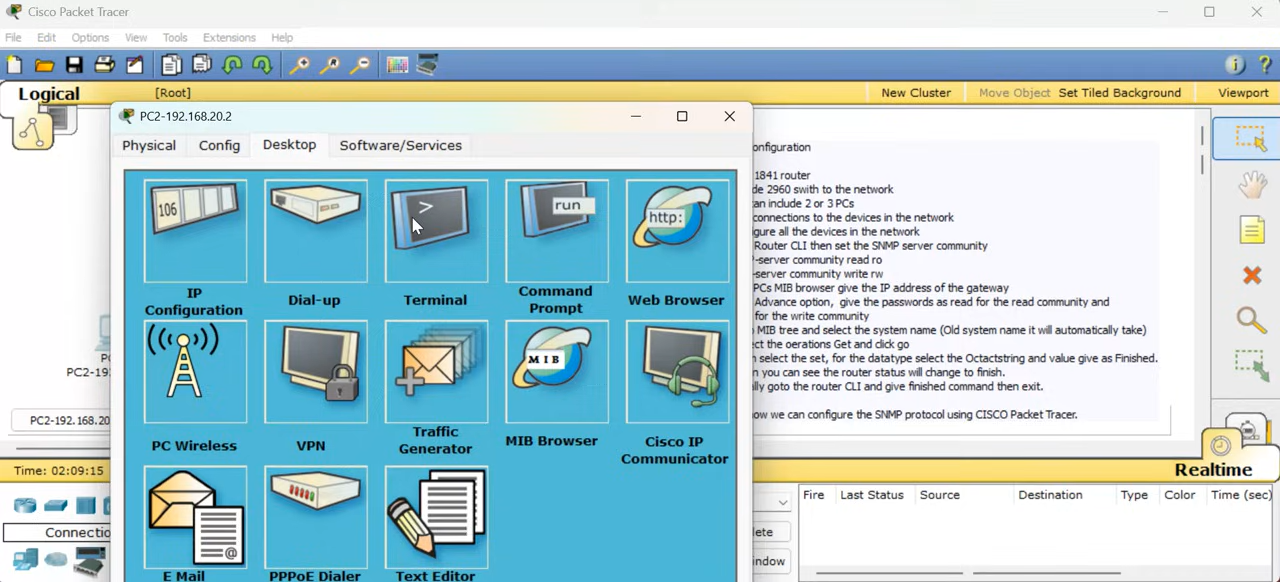 Cisco Packet Tracer
File Edit Options View Tools Extensions Help
Logical [Root] New Cluster Move Object Set Tiled Background Viewport
PC2-192.168.20.2
Physical Config Desktop Software/Services
106
>
run
http:
IP Configuration
Dial-up
Terminal
Command Prompt
Web Browser
MIB
PC Wireless
VPN
Traffic Generator
MIB Browser
Cisco IP Communicator
@
E Mail
PPPoE Dialer
Text Editor
onfiguration
1841 router
de 2960 swith to the network
an include 2 or 3 PCs
connections to the devices in the network
gure all the devices in the network
Router CLI then set the SNMP server community
-server community read ro
-server community write rw
PCs MIB browser give the IP address of the gateway
Advance option, give the passwords as read for the read community and
for the write community
MIB tree and select the system name (Old system name it will automatically take)
ct the oerations Get and click go
select the set, for the datatype select the Octactstring and value give as Finished.
n you can see the router status will change to finish.
lly goto the router CLI and give finished command then exit.
ow we can configure the SNMP protocol using CISCO Packet Tracer.
PC2-19
PC2-192.168.20
Time: 02:09:15
Realtime
Connectio
lete
indow
Fire Last Status Source Destination Type Color Time (sec)